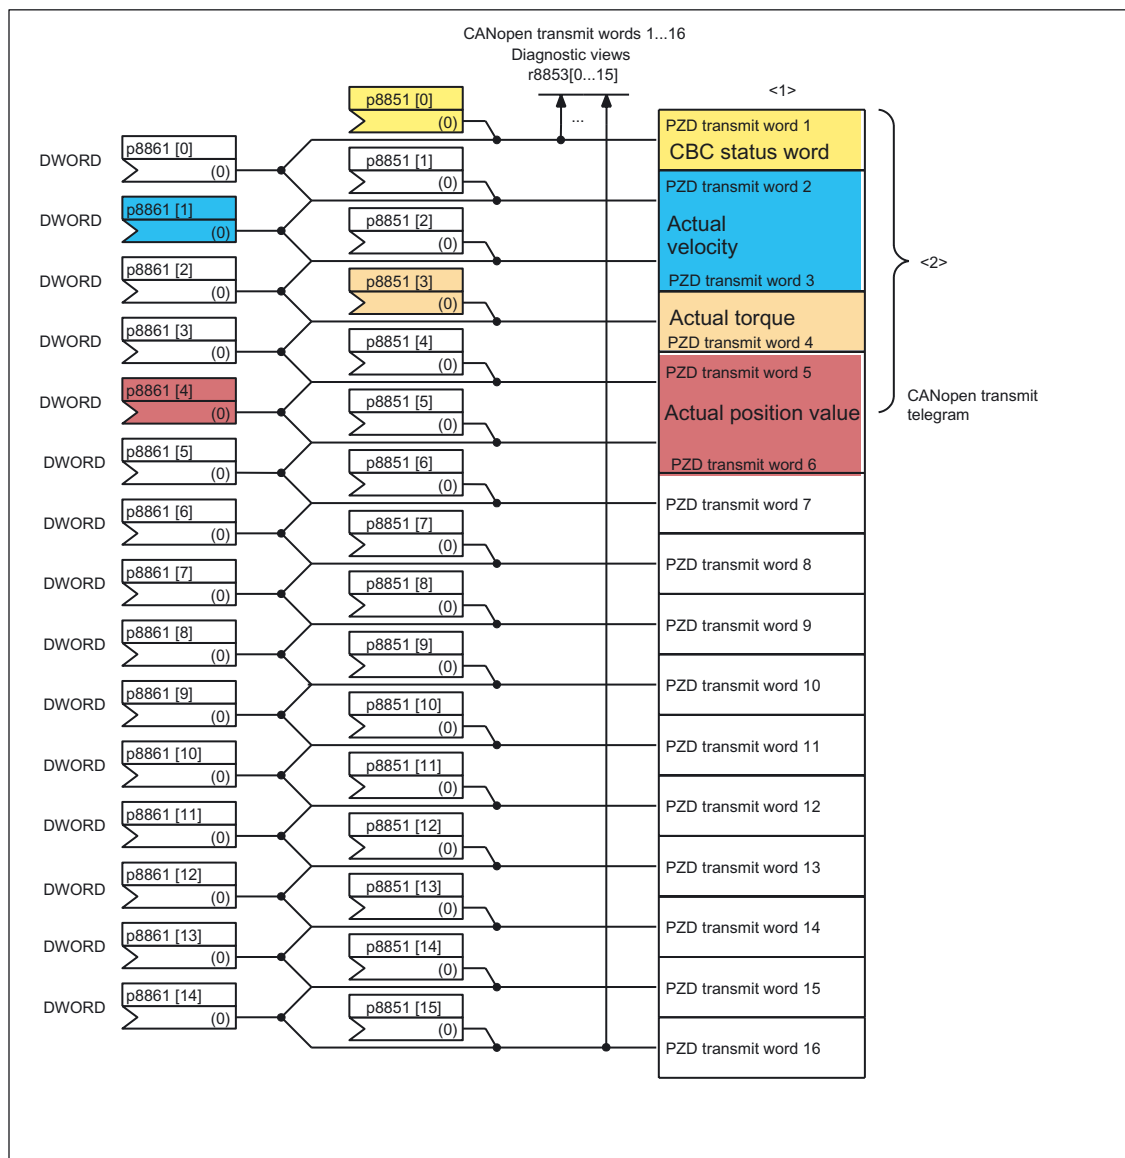 CANopen transmit words 1...16
Diagnostic views
r8853[0...15]
<1>
p8851 [0]
(0)
...
PZD transmit word 1
CBC status word
DWORD
p8861 [0]
(0)
p8851 [1]
(0)
PZD transmit word 2
DWORD
p8861 [1]
(0)
p8851 [2]
(0)
Actual
velocity
<2>
DWORD
p8861 [2]
(0)
p8851 [3]
(0)
PZD transmit word 3
Actual torque
DWORD
p8861 [3]
(0)
p8851 [4]
(0)
PZD transmit word 4
PZD transmit word 5
DWORD
p8861 [4]
(0)
p8851 [5]
(0)
Actual position value
CANopen transmit
telegram
DWORD
p8861 [5]
(0)
p8851 [6]
(0)
PZD transmit word 6
DWORD
p8861 [6]
(0)
p8851 [7]
(0)
PZD transmit word 7
DWORD
p8861 [7]
(0)
p8851 [8]
(0)
PZD transmit word 8
DWORD
p8861 [8]
(0)
p8851 [9]
(0)
PZD transmit word 9
DWORD
p8861 [9]
(0)
p8851 [10]
(0)
PZD transmit word 10
DWORD
p8861 [10]
(0)
p8851 [11]
(0)
PZD transmit word 11
DWORD
p8861 [11]
(0)
p8851 [12]
(0)
PZD transmit word 12
DWORD
p8861 [12]
(0)
p8851 [13]
(0)
PZD transmit word 13
DWORD
p8861 [13]
(0)
p8851 [14]
(0)
PZD transmit word 14
DWORD
p8861 [14]
(0)
p8851 [15]
(0)
PZD transmit word 15
PZD transmit word 16